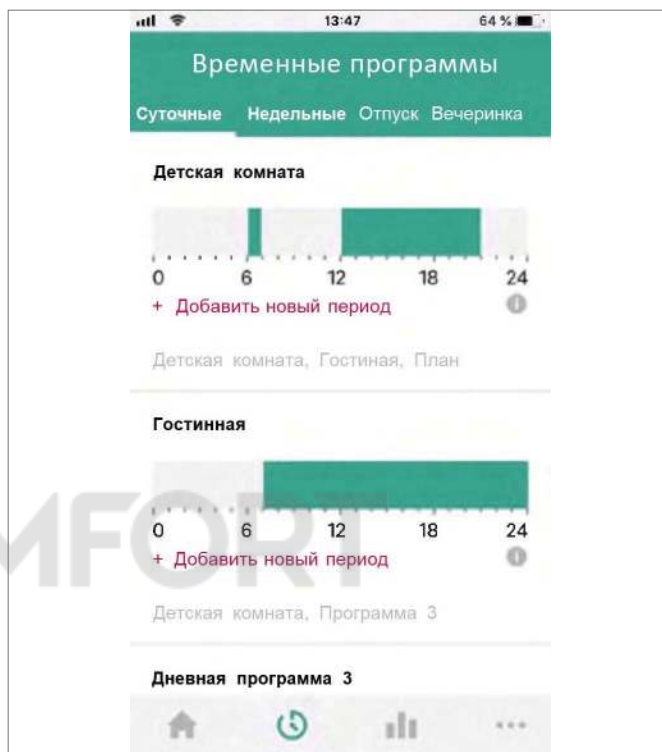 13:47 64 %
Временные программы
Суточные Недельные Отпуск Вечеринка
Детская комната
0 6 12 18 24
+ Добавить новый период
Детская комната, Гостиная, План
Гостинная
0 6 12 18 24
+ Добавить новый период
Детская комната, Программа 3
Дневная программа 3
MFORT